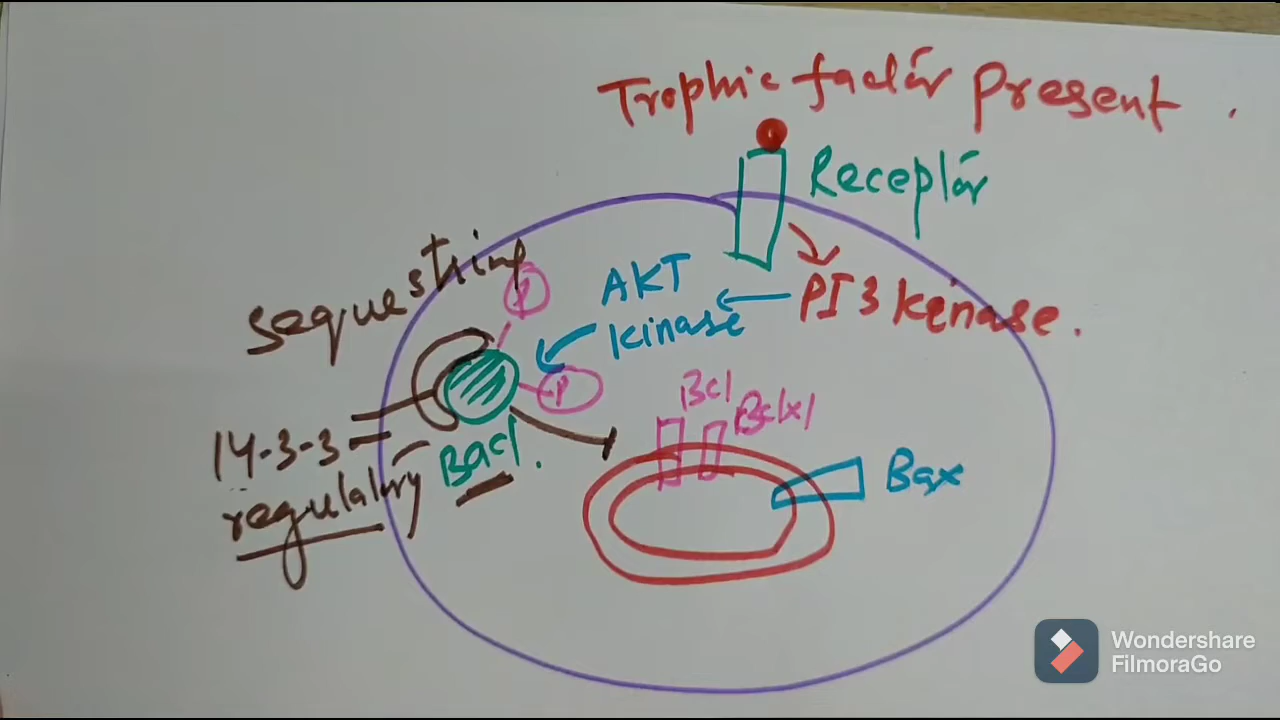 Trophic factor present.
Receptor
sequestring
P
AKT
kinase
PI 3 kinase.
P
Bcl
Bclxl
14-3-3
regulatory
Bad.
Bax
Wondershare
FilmoraGo